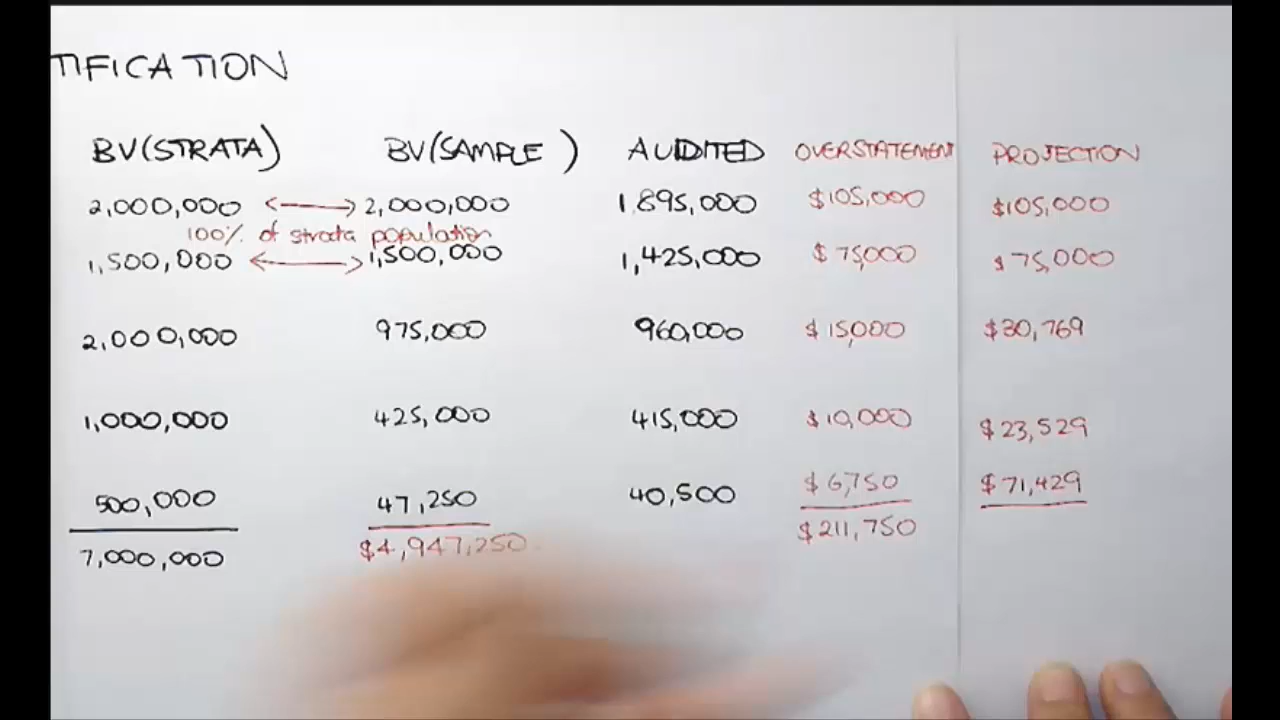 TIFICATION
BV(STRATA) BV(SAMPLE) AUDITED OVERSTATEMENT PROJECTION
2,000,000 2,000,000 1,895,000 $105,000 $105,000
100% of strata population
1,500,000 1,500,000 1,425,000 $75,000 $75,000
2,000,000 975,000 960,000 $15,000 $30,769
1,000,000 425,000 415,000 $10,000 $23,529
500,000 47,250 40,500 $6,750 $71,429
7,000,000 $4,947,250 $211,750